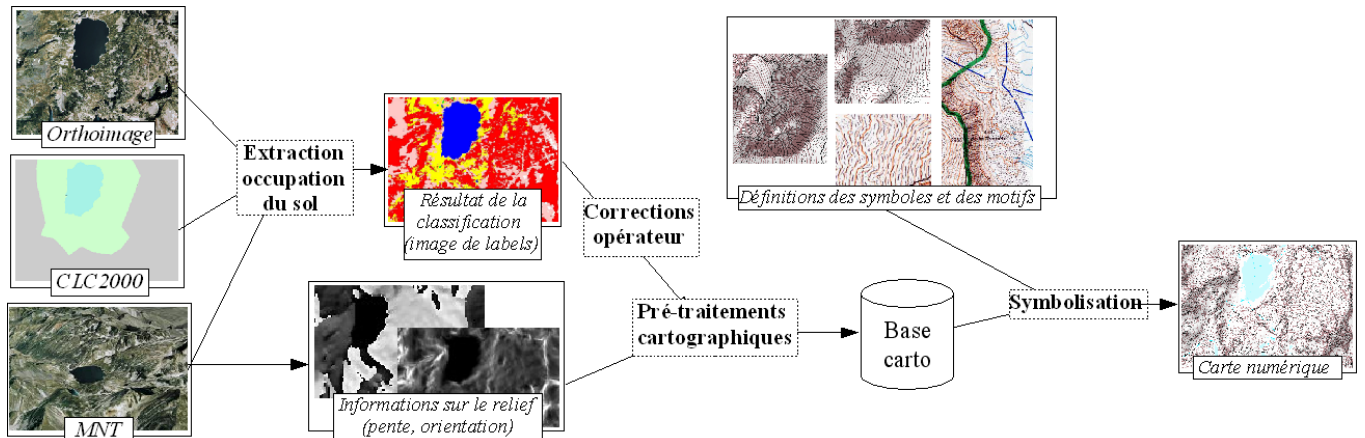 Orthoimage
CLC2000
MNT
Extraction
occupation
du sol
Résultat de la
classification
(image de labels)
Informations sur le relief
(pente, orientation)
Corrections
opérateur
Pré-traitements
cartographiques
Définitions des symboles et des motifs
Base
carto
Symbolisation
Carte numérique